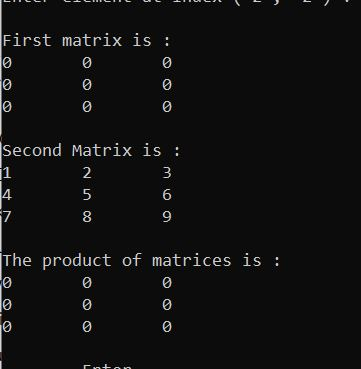 First matrix is :
0 0 0
0 0 0
0 0 0
Second Matrix is :
1 2 3
4 5 6
7 8 9
The product of matrices is :
0 0 0
0 0 0
0 0 0
Enter